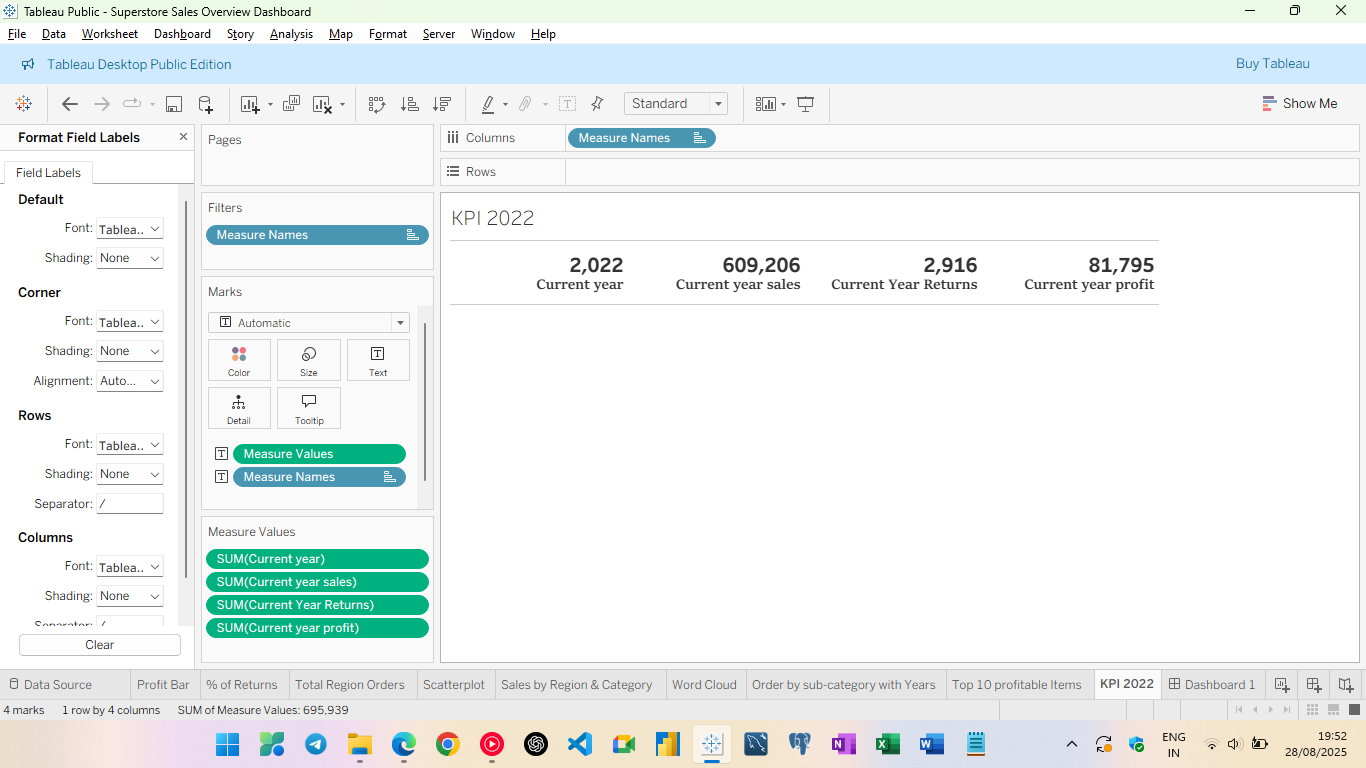 Tableau Public - Superstore Sales Overview Dashboard
File Data Worksheet Dashboard Story Analysis Map Format Server Window Help
Tableau Desktop Public Edition
Buy Tableau
Standard
Show Me
Format Field Labels
Field Labels
Default
Font: Tablea..
Shading: None
Corner
Font: Tablea..
Shading: None
Alignment: Auto...
Rows
Font: Tablea..
Shading: None
Separator: /
Columns
Font: Tablea..
Shading: None
Separator: /
Clear
Pages
Filters
Measure Names
Marks
Automatic
Color Size Text
Detail Tooltip
Measure Values
Measure Names
Measure Values
SUM(Current year)
SUM(Current year sales)
SUM(Current Year Returns)
SUM(Current year profit)
Columns Measure Names
Rows
KPI 2022
2,022 609,206 2,916 81,795
Current year Current year sales Current Year Returns Current year profit
Data Source Profit Bar % of Returns Total Region Orders Scatterplot Sales by Region & Category Word Cloud Order by sub-category with Years Top 10 profitable Items KPI 2022 Dashboard 1
4 marks 1 row by 4 columns SUM of Measure Values: 695,939
ENG
IN
19:52
28/08/2025